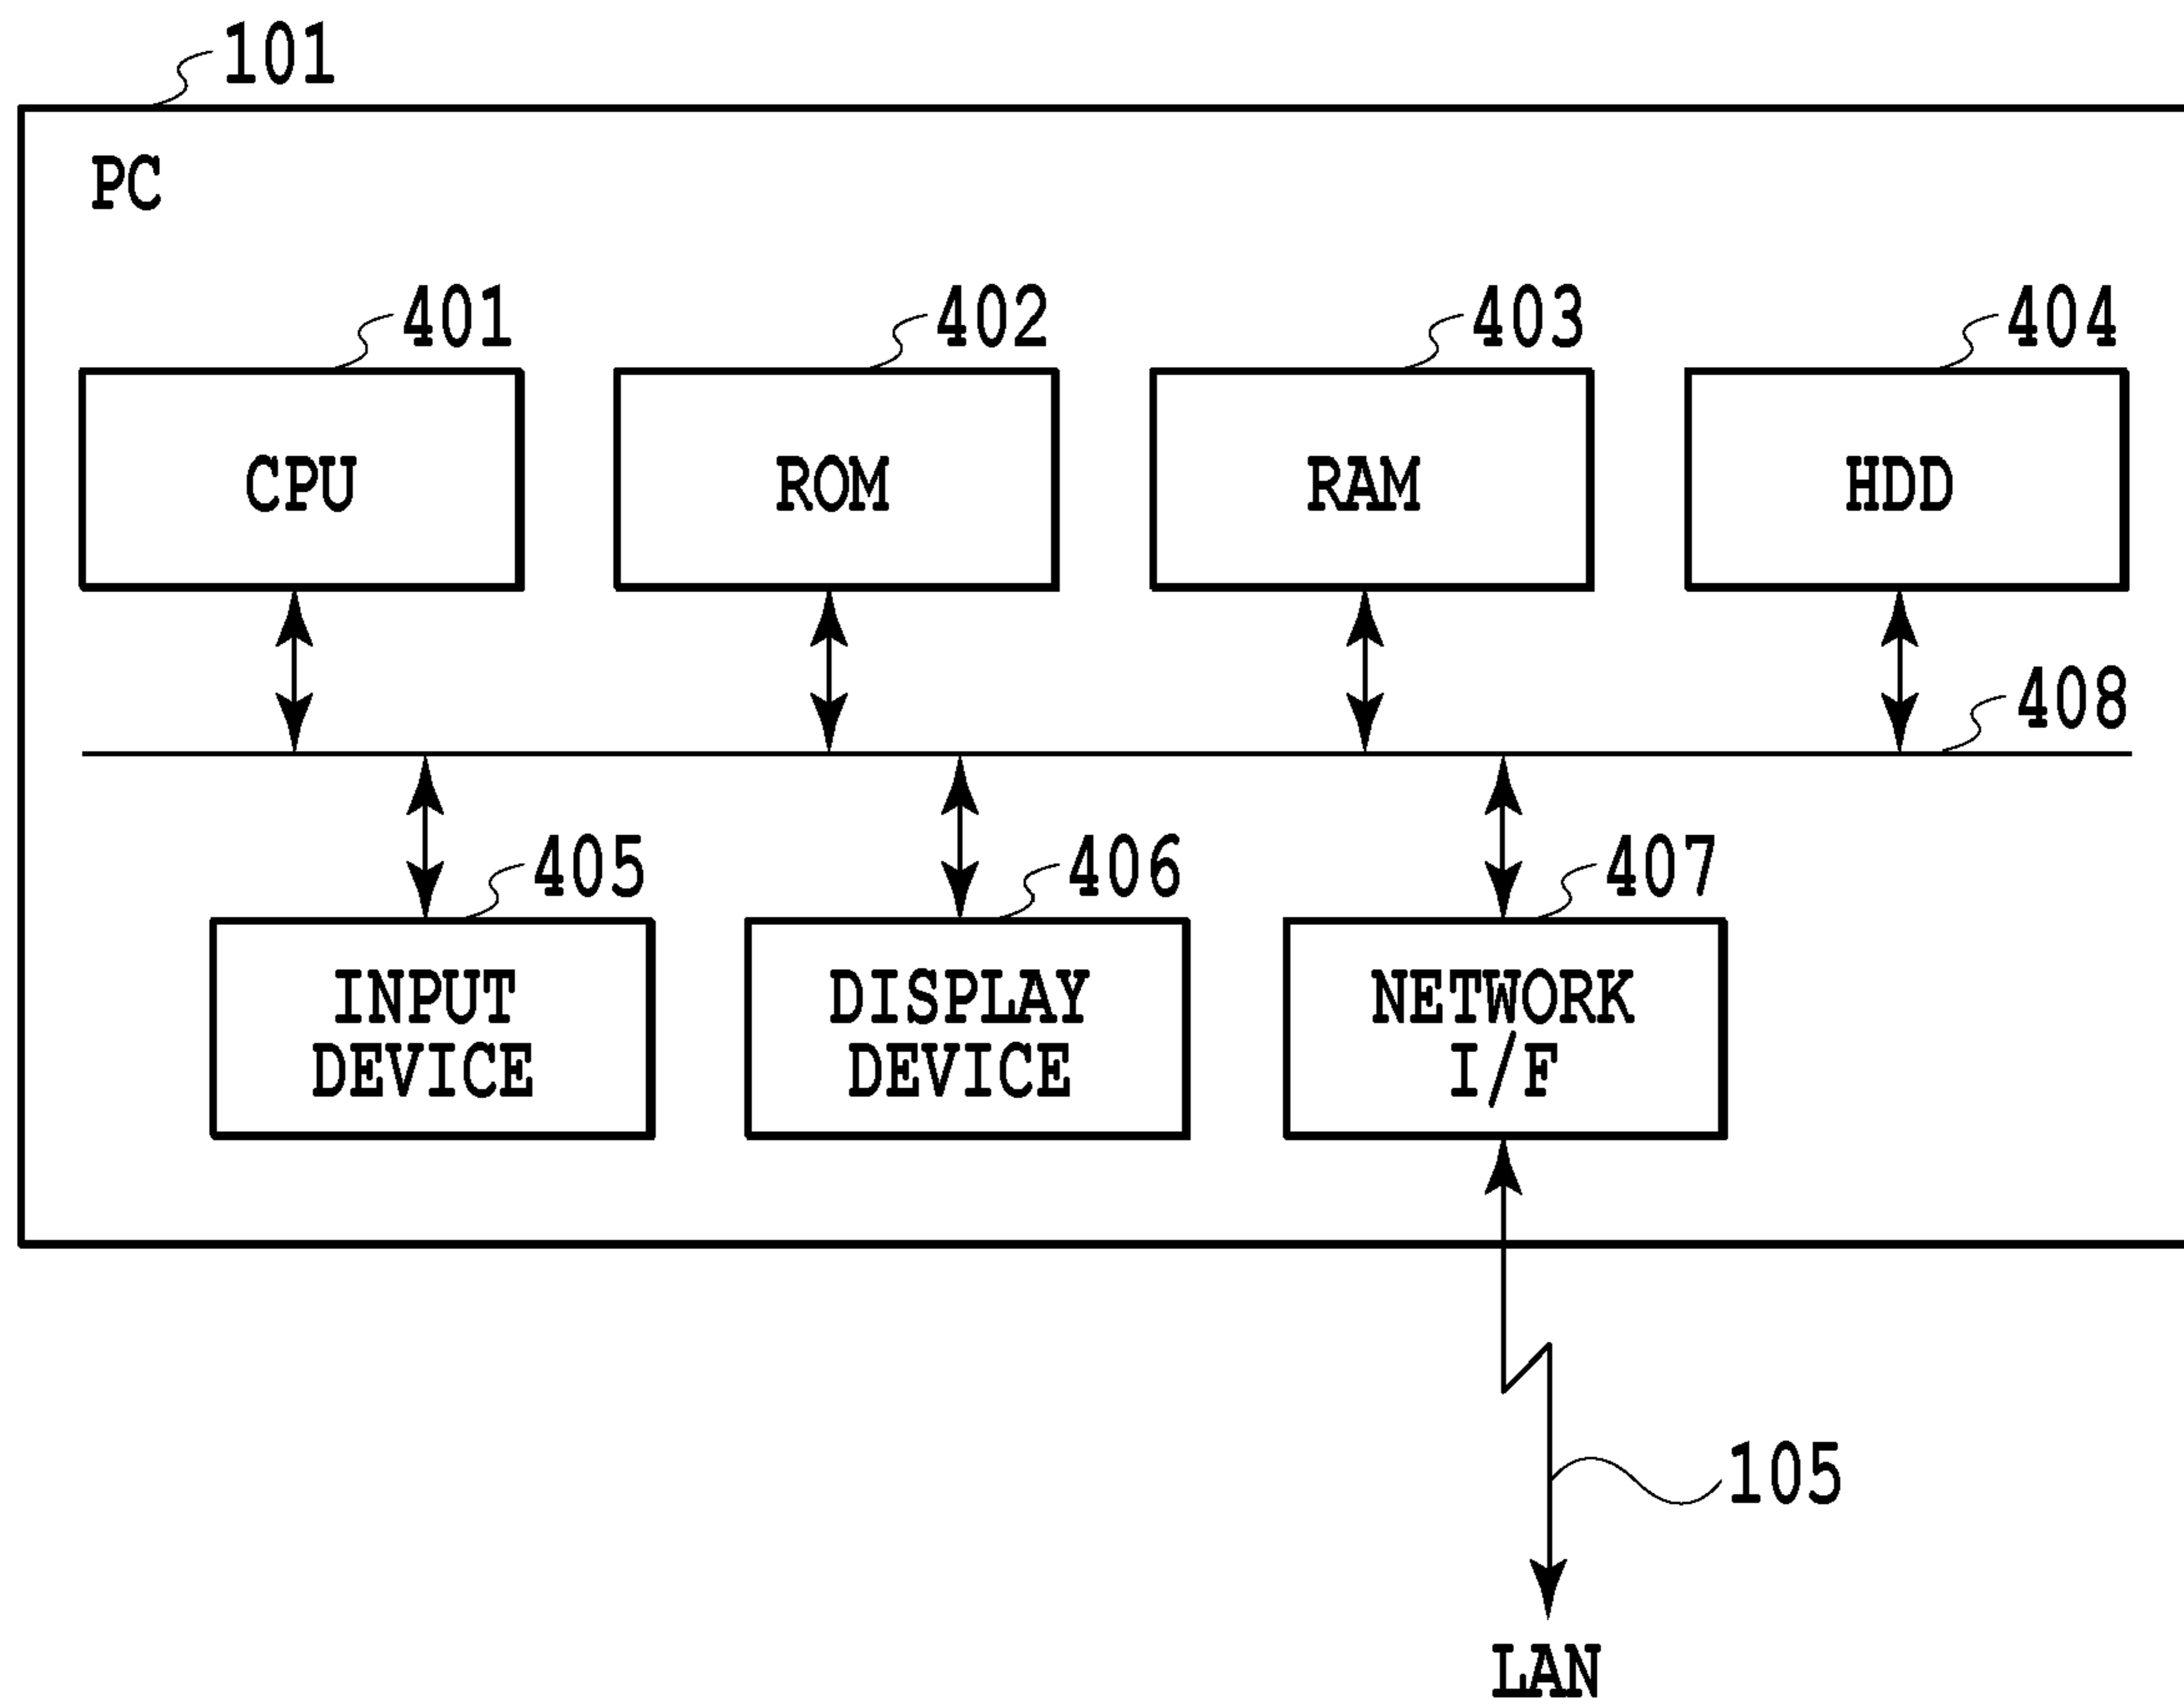 101
PC
401
402
403
404
CPU
ROM
RAM
HDD
408
405
406
407
INPUT
DEVICE
DISPLAY
DEVICE
NETWORK
I/F
105
LAN